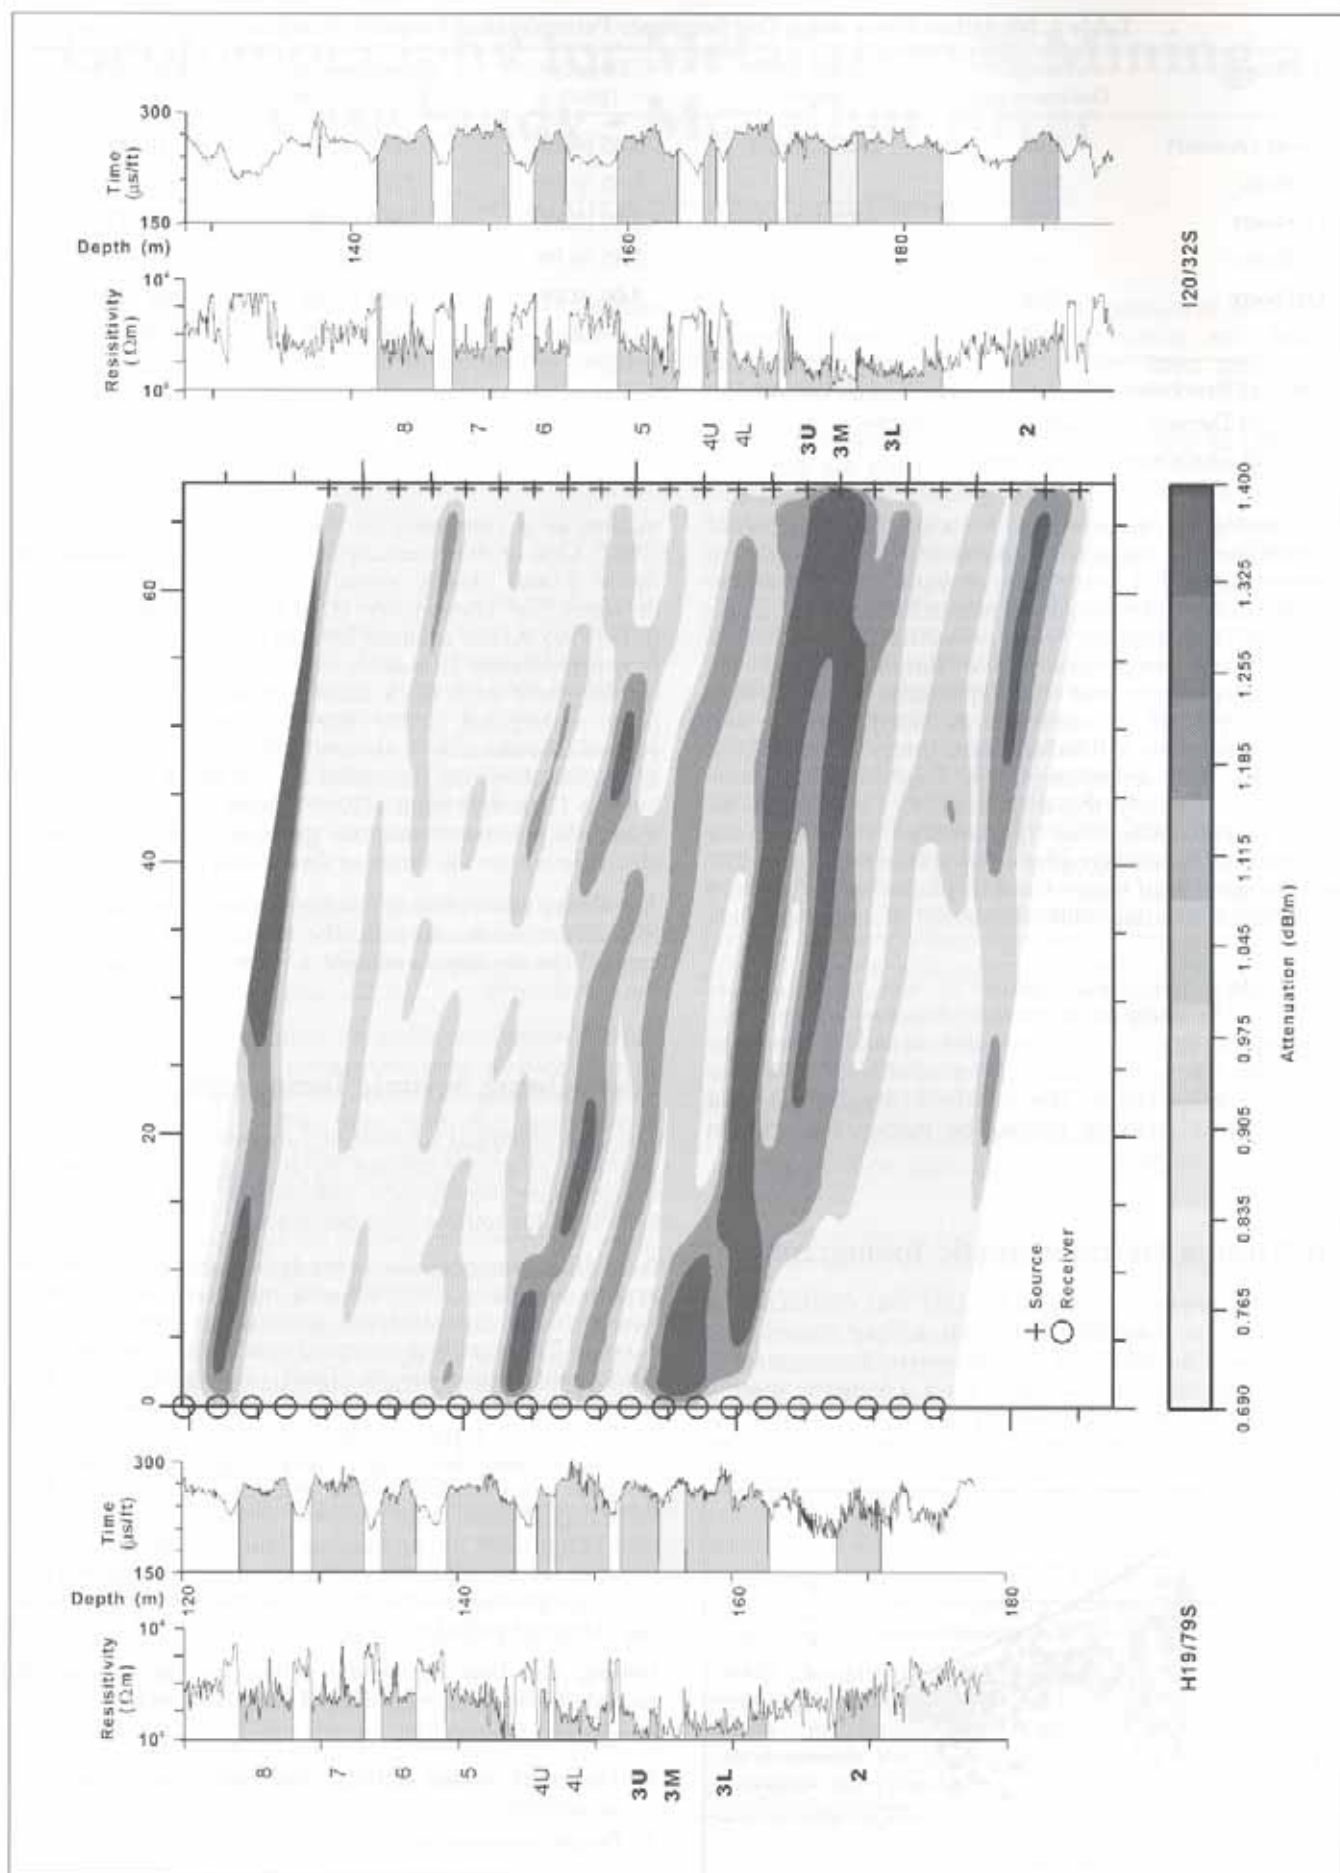 300
Time
(µs/ft)
150
Depth (m)
140
160
180
10⁴
Resisitivity
(Ωm)
8
7
6
5
4U
4L
3U
3M
3L
2
I20/32S
0
20
40
60
+ Source
O Receiver
0.690
0.765
0.835
0.905
0.975
1.045
1.115
1.185
1.255
1.325
1.400
Attenuation (dB/m)
300
Time
(µs/ft)
150
Depth (m)
120
140
160
180
10⁴
Resisitivity
(Ωm)
8
7
6
5
4U
4L
3U
3M
3L
2
H19/79S